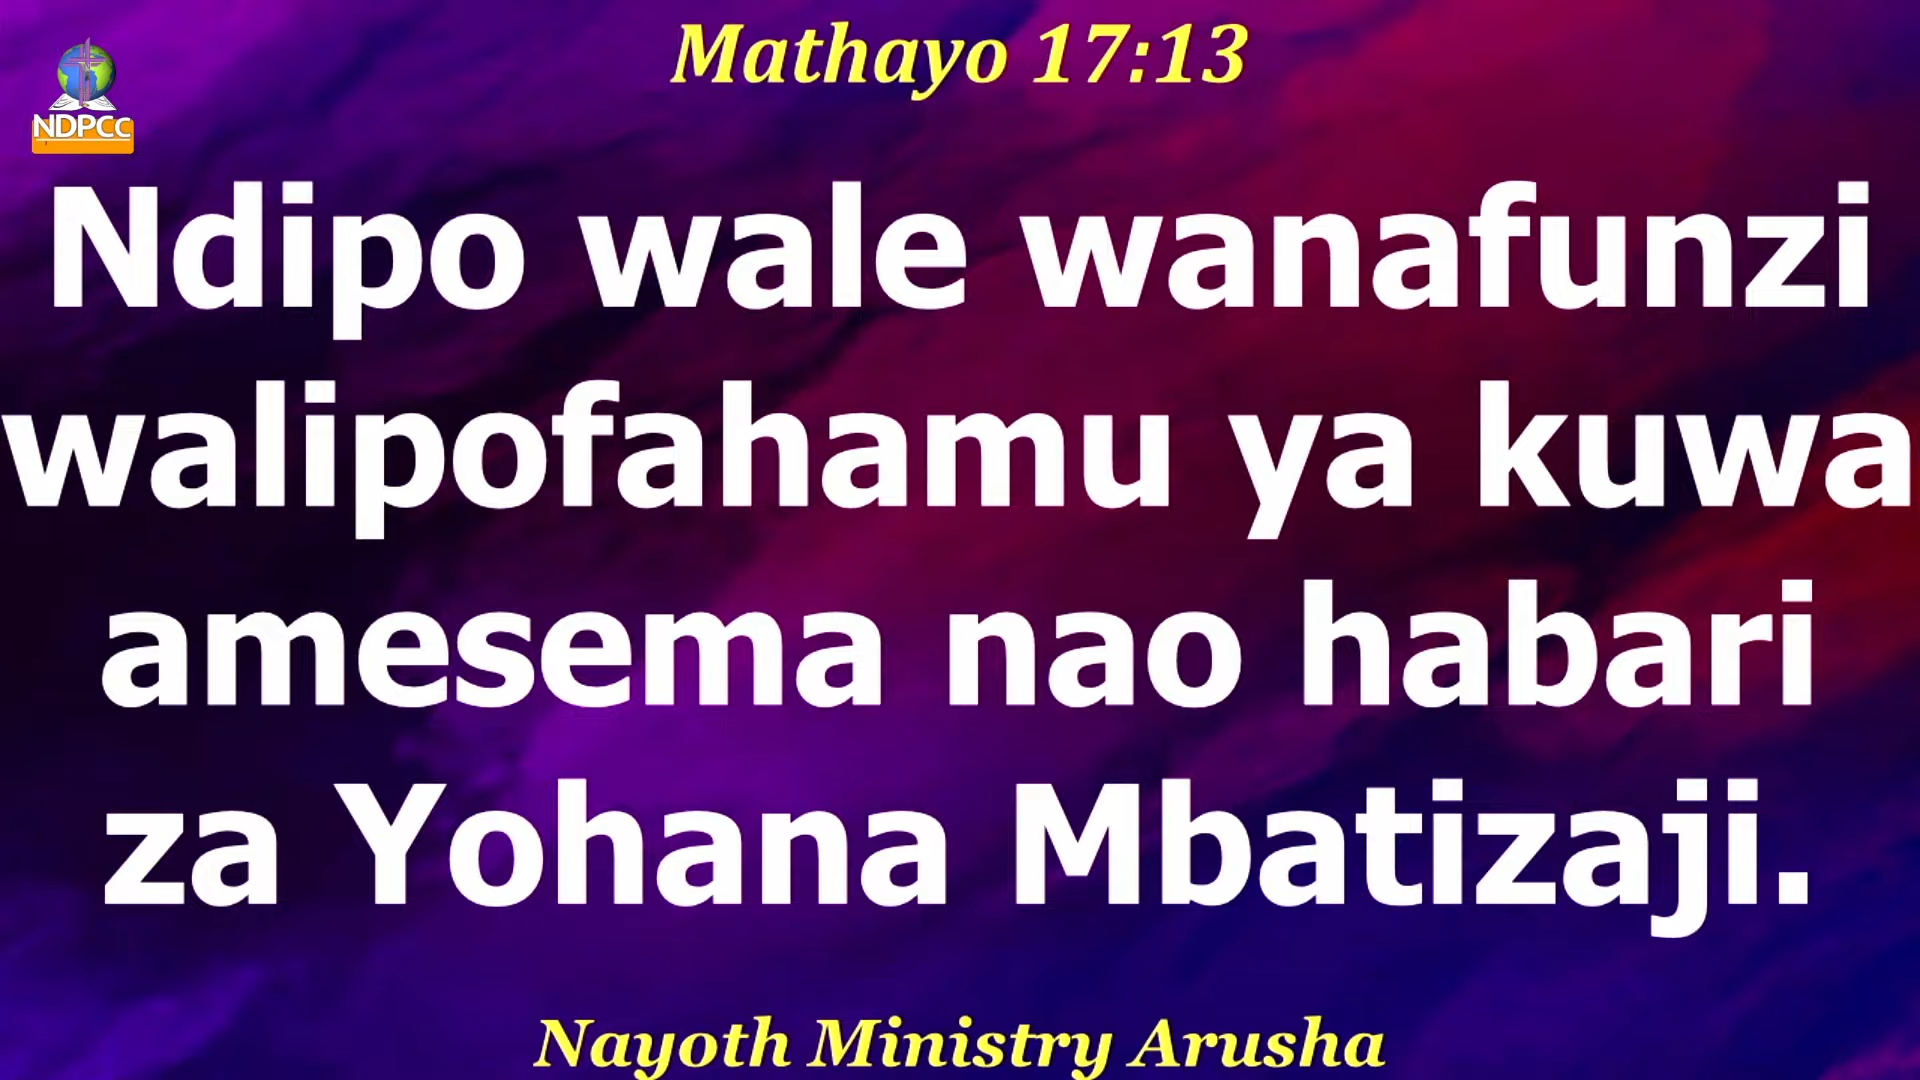 Mathayo 17:13
NDPCC
Ndipo wale wanafunzi
walipofahamu ya kuwa
amesema nao habari
za Yohana Mbatizaji.
Nayoth Ministry Arusha